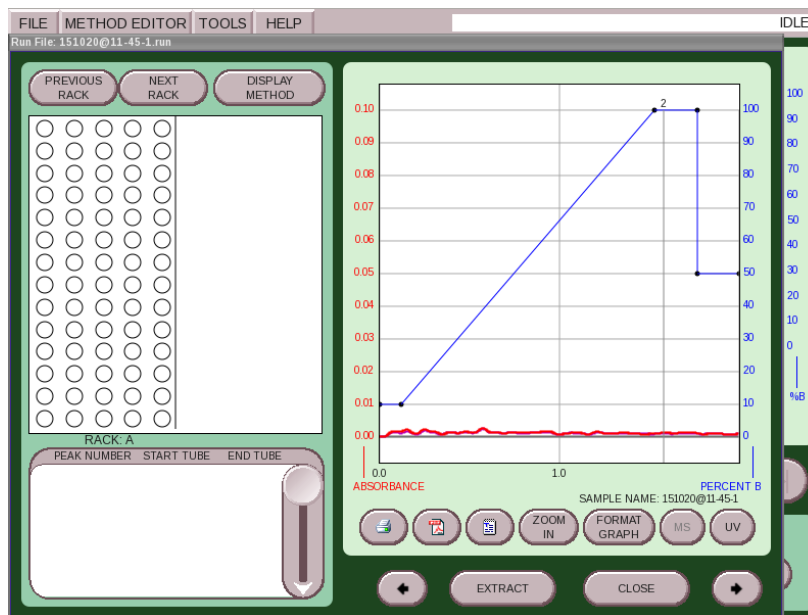 FILE METHOD EDITOR TOOLS HELP IDLE
Run File: 151020@11-45-1.run
PREVIOUS RACK
NEXT RACK
DISPLAY METHOD
RACK: A
PEAK NUMBER START TUBE END TUBE
0.10
0.09
0.08
0.07
0.06
0.05
0.04
0.03
0.02
0.01
0.00
2
100
90
80
70
60
50
40
30
20
10
0
0.0 1.0
ABSORBANCE PERCENT B
SAMPLE NAME: 151020@11-45-1
ZOOM IN
FORMAT GRAPH
MS
UV
EXTRACT
CLOSE
100
90
80
70
60
50
40
30
20
10
0
%B